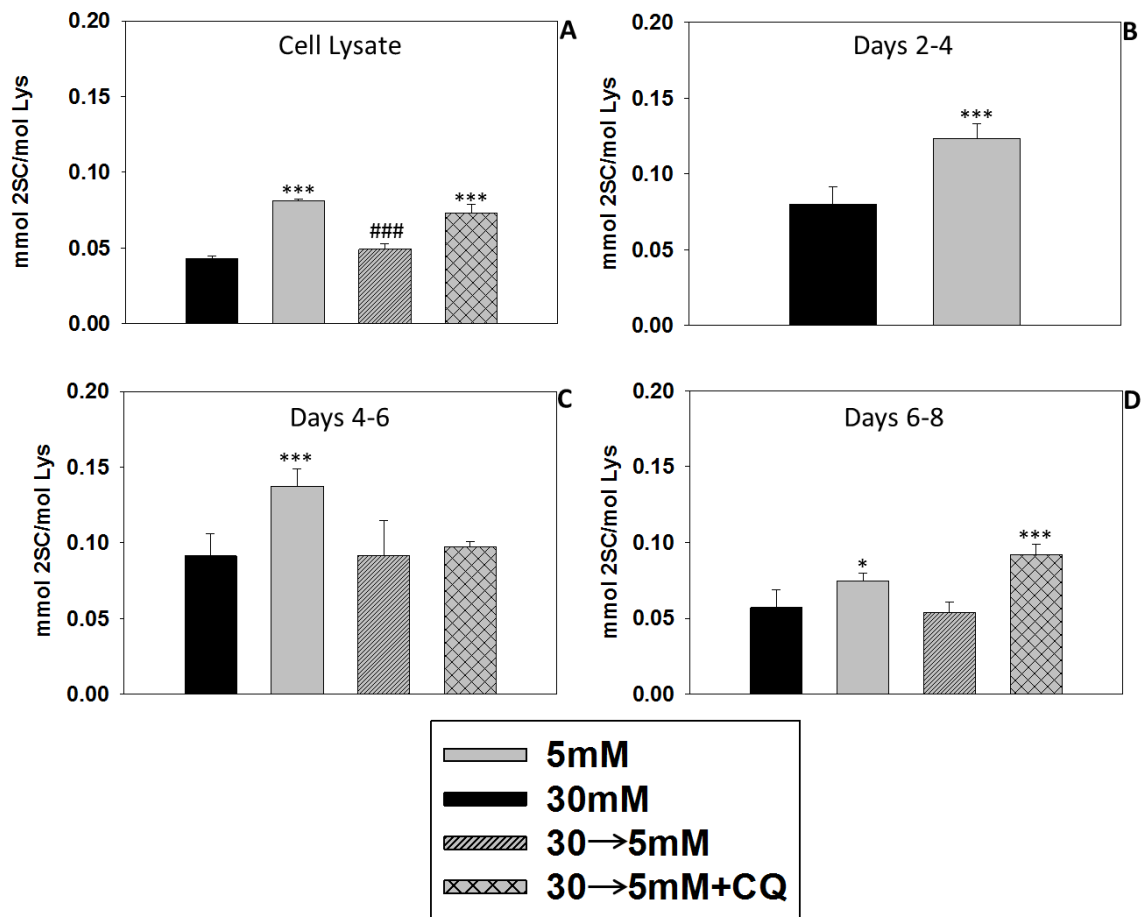 A
Cell Lysate
mmol 2SC/mol Lys
0.20
0.15
0.10
0.05
0.00
***
###
***
B
Days 2-4
mmol 2SC/mol Lys
0.20
0.15
0.10
0.05
0.00
***
C
Days 4-6
mmol 2SC/mol Lys
0.20
0.15
0.10
0.05
0.00
***
D
Days 6-8
mmol 2SC/mol Lys
0.20
0.15
0.10
0.05
0.00
*
***
5mM
30mM
30→5mM
30→5mM+CQ